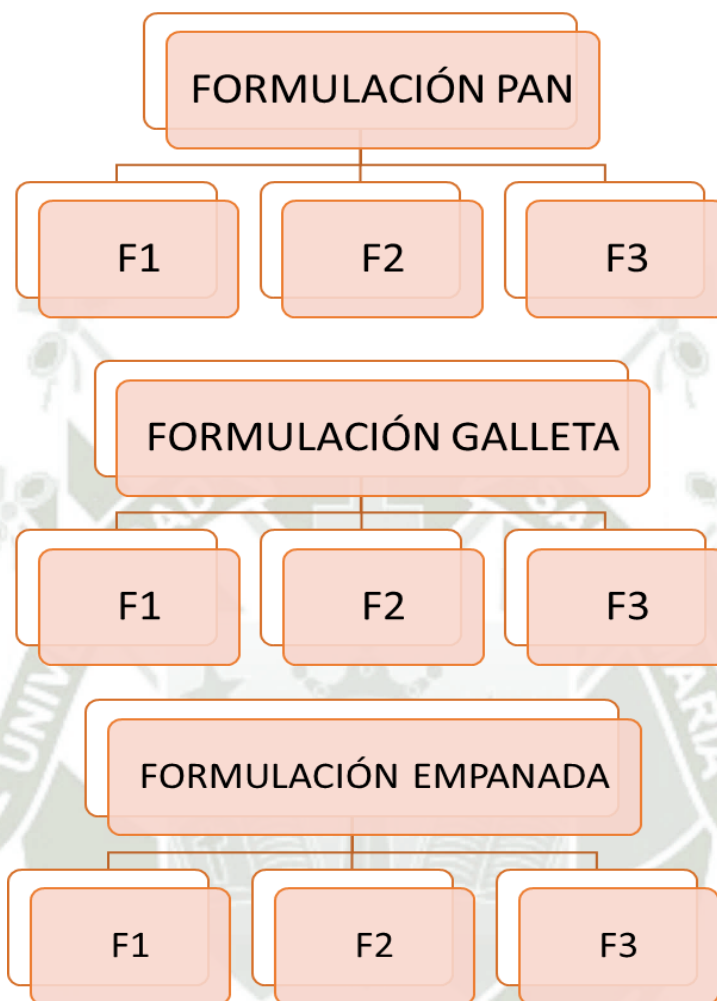 FORMULACIÓN PAN
F1 F2 F3
FORMULACIÓN GALLETA
F1 F2 F3
FORMULACIÓN EMPANADA
F1 F2 F3